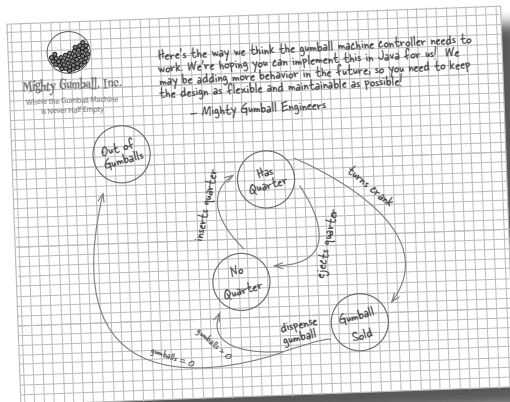 Here's the way we think the gumball machine controller needs to
work. We're hoping you can implement this in Java for us! We
may be adding more behavior in the future, so you need to keep
the design as flexible and maintainable as possible!
– Mighty Gumball Engineers
Mighty Gumball, Inc.
Where the Gumball Machine
is Never Half Empty
Out of
Gumballs
Has
Quarter
inserts quarter
turns crank
ejects quarter
No
Quarter
Gumball
Sold
dispense
gumball
gumballs > 0
gumballs = 0